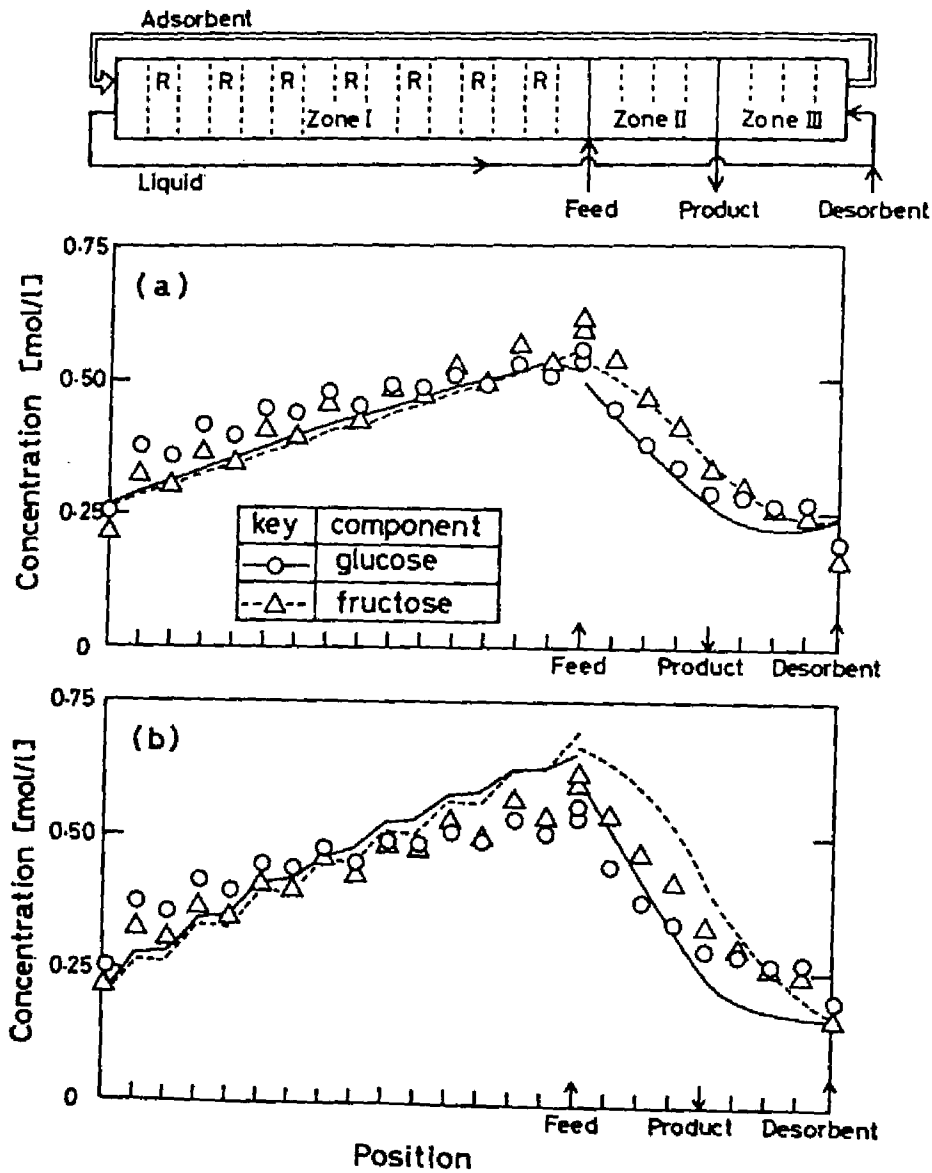 Adsorbent
R R R R R R R
Zone I Zone II Zone III
Liquid
Feed Product Desorbent
(a)
Concentration [mol/l]
0.75
0.50
0.25
0
key component
glucose
fructose
Feed Product Desorbent
(b)
Concentration [mol/l]
0.75
0.50
0.25
0
Feed Product Desorbent
Position